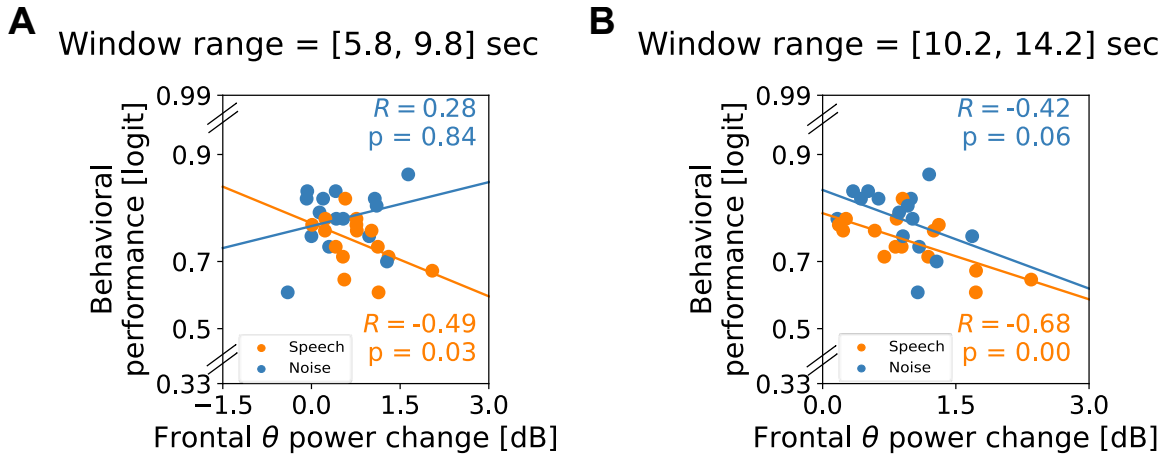 A
Window range = [5.8, 9.8] sec
Behavioral
performance [logit]
0.99
0.9
0.7
0.5
0.33
R = 0.28
p = 0.84
R = -0.49
p = 0.03
Speech
Noise
−1.5 0.0 1.5 3.0
Frontal θ power change [dB]
B
Window range = [10.2, 14.2] sec
Behavioral
performance [logit]
0.99
0.9
0.7
0.5
0.33
R = -0.42
p = 0.06
R = -0.68
p = 0.00
Speech
Noise
0.0 1.5 3.0
Frontal θ power change [dB]